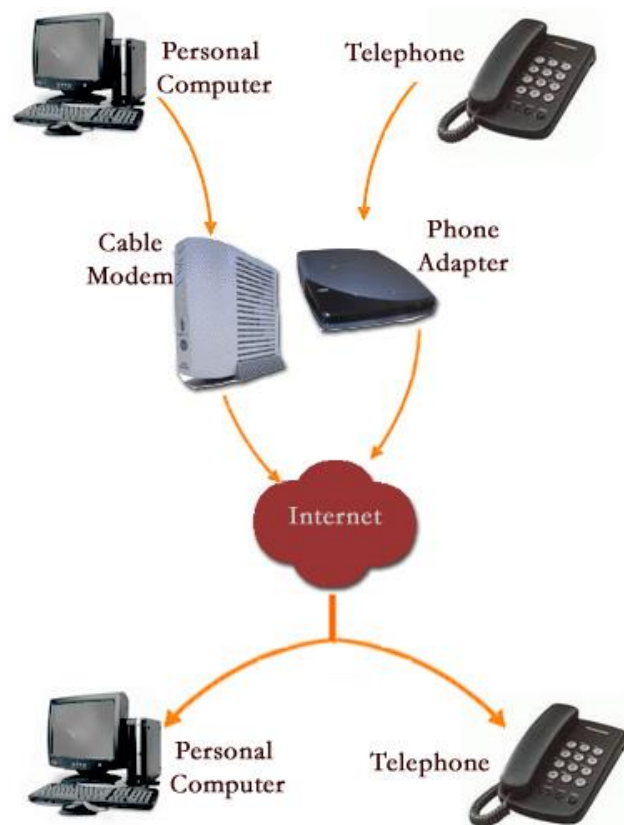 Personal
Computer
Telephone
Cable
Modem
Phone
Adapter
Internet
Personal
Computer
Telephone